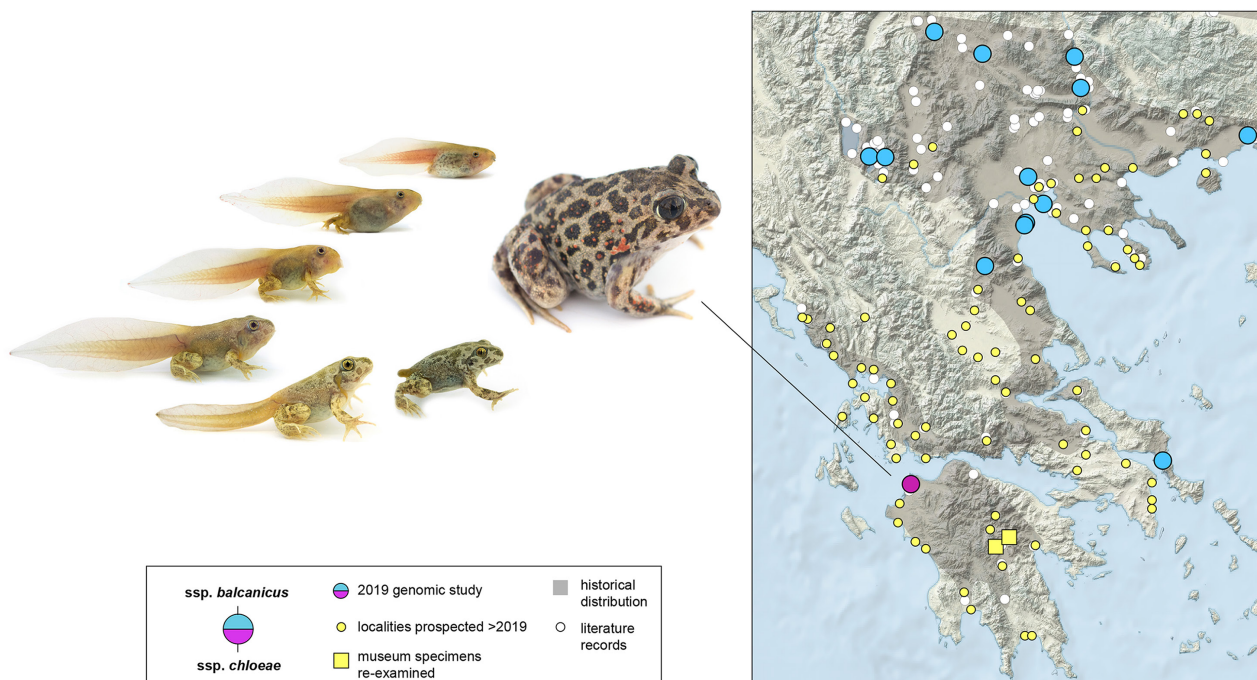 ssp. balcanicus
ssp. chloeae
2019 genomic study
localities prospected >2019
museum specimens
re-examined
historical
distribution
literature
records